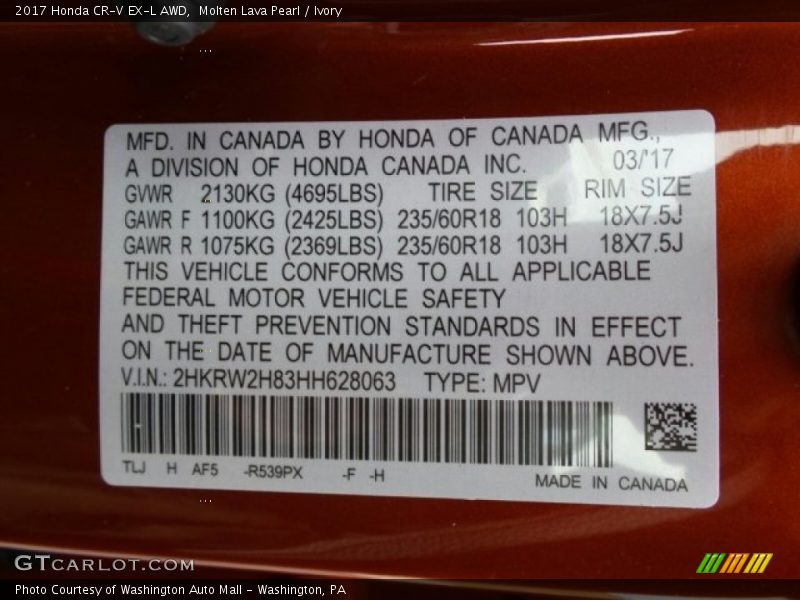 2017 Honda CR-V EX-L AWD, Molten Lava Pearl / Ivory
MFD. IN CANADA BY HONDA OF CANADA MFG.,
A DIVISION OF HONDA CANADA INC. 03/'17
GVWR 2130KG (4695LBS) TIRE SIZE RIM SIZE
GAWR F 1100KG (2425LBS) 235/60R18 103H 18X7.5J
GAWR R 1075KG (2369LBS) 235/60R18 103H 18X7.5J
THIS VEHICLE CONFORMS TO ALL APPLICABLE
FEDERAL MOTOR VEHICLE SAFETY
AND THEFT PREVENTION STANDARDS IN EFFECT
ON THE DATE OF MANUFACTURE SHOWN ABOVE.
V.I.N.: 2HKRW2H83HH628063 TYPE: MPV
TLJ H AF5 -R539PX -F -H
MADE IN CANADA
GTCARLOT.COM
Photo Courtesy of Washington Auto Mall - Washington, PA